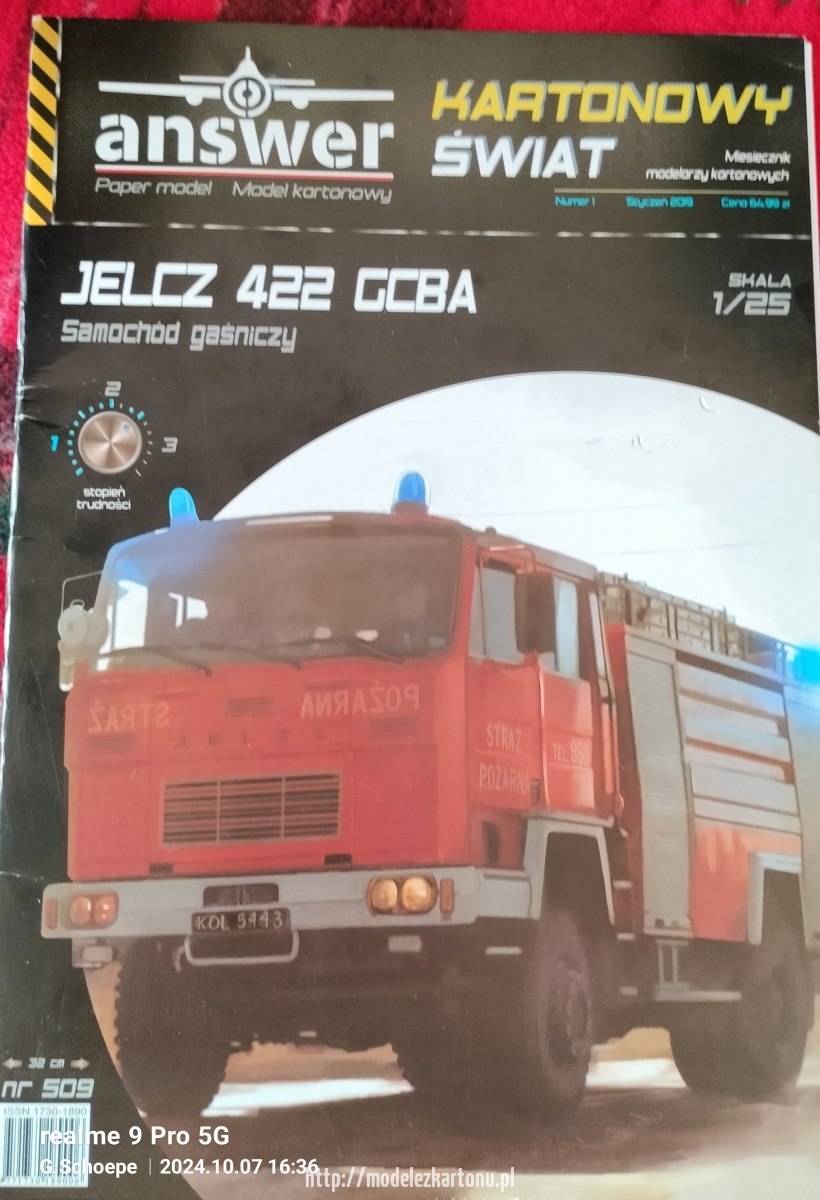 answer
Paper model Model kartonowy
KARTONOWY
ŚWIAT
Miesięcznik
modelarzy kartonowych
Numer 1 Styczeń 2019 Cena 64,99 zł
JELCZ 422 GCBA
Samochód gaśniczy
SKALA
1/25
2
1
3
stopień
trudności
STRAŻ
POŻARNA
JELCZ
STRAŻ
POŻARNA
TEL. 998
KOL 5443
32 cm
nr 509
ISSN 1730-1890
realme 9 Pro 5G
G.Schoepe | 2024.10.07 16:36
http://modelezkartonu.pl